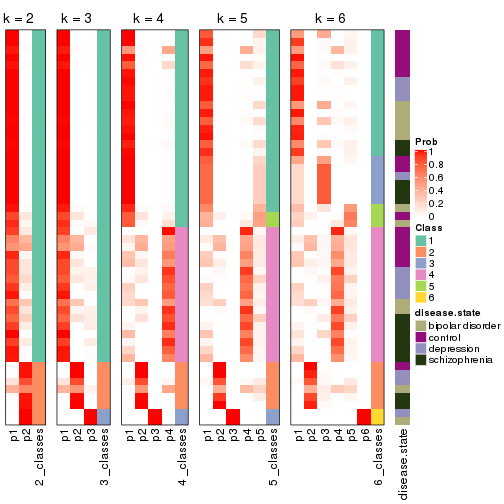 k = 2 k = 3 k = 4 k = 5 k = 6
Prob
1
0.8
0.6
0.4
0.2
0
Class
1
2
3
4
5
6
disease.state
bipolar disorder
control
depression
schizophrenia
p1 p2 2_classes p1 p2 p3 3_classes p1 p2 p3 p4 4_classes p1 p2 p3 p4 p5 5_classes p1 p2 p3 p4 p5 p6 6_classes disease.state